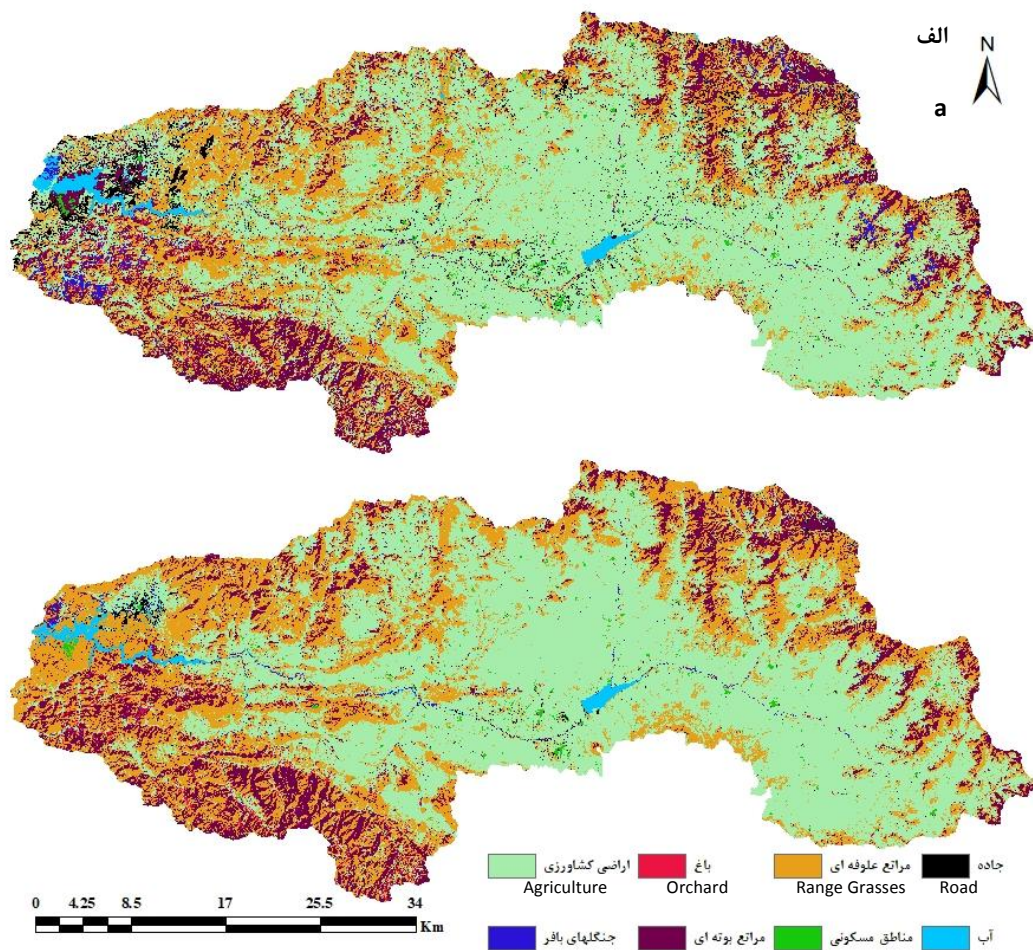 الف
N
a
اراضی کشاورزی
Agriculture
باغ
Orchard
مراتع علوفه ای
Range Grasses
جاده
Road
0 4.25 8.5 17 25.5 34
Km
جنگلهای بافر
مراتع بوته ای
مناطق مسکونی
آب